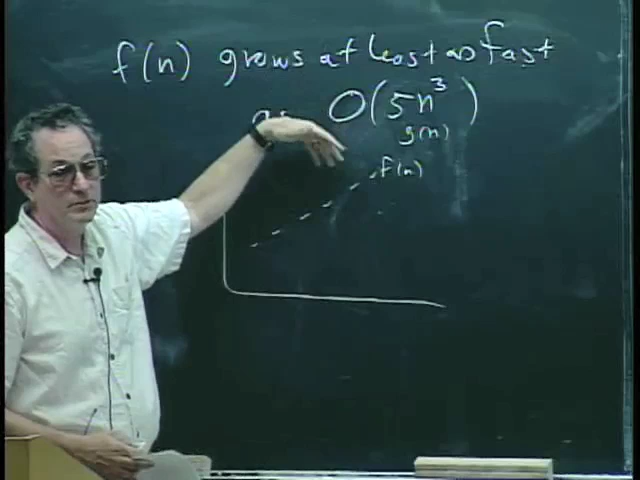 f(n) grows at least as fast
as O(5n³)
g(n)
f(n)